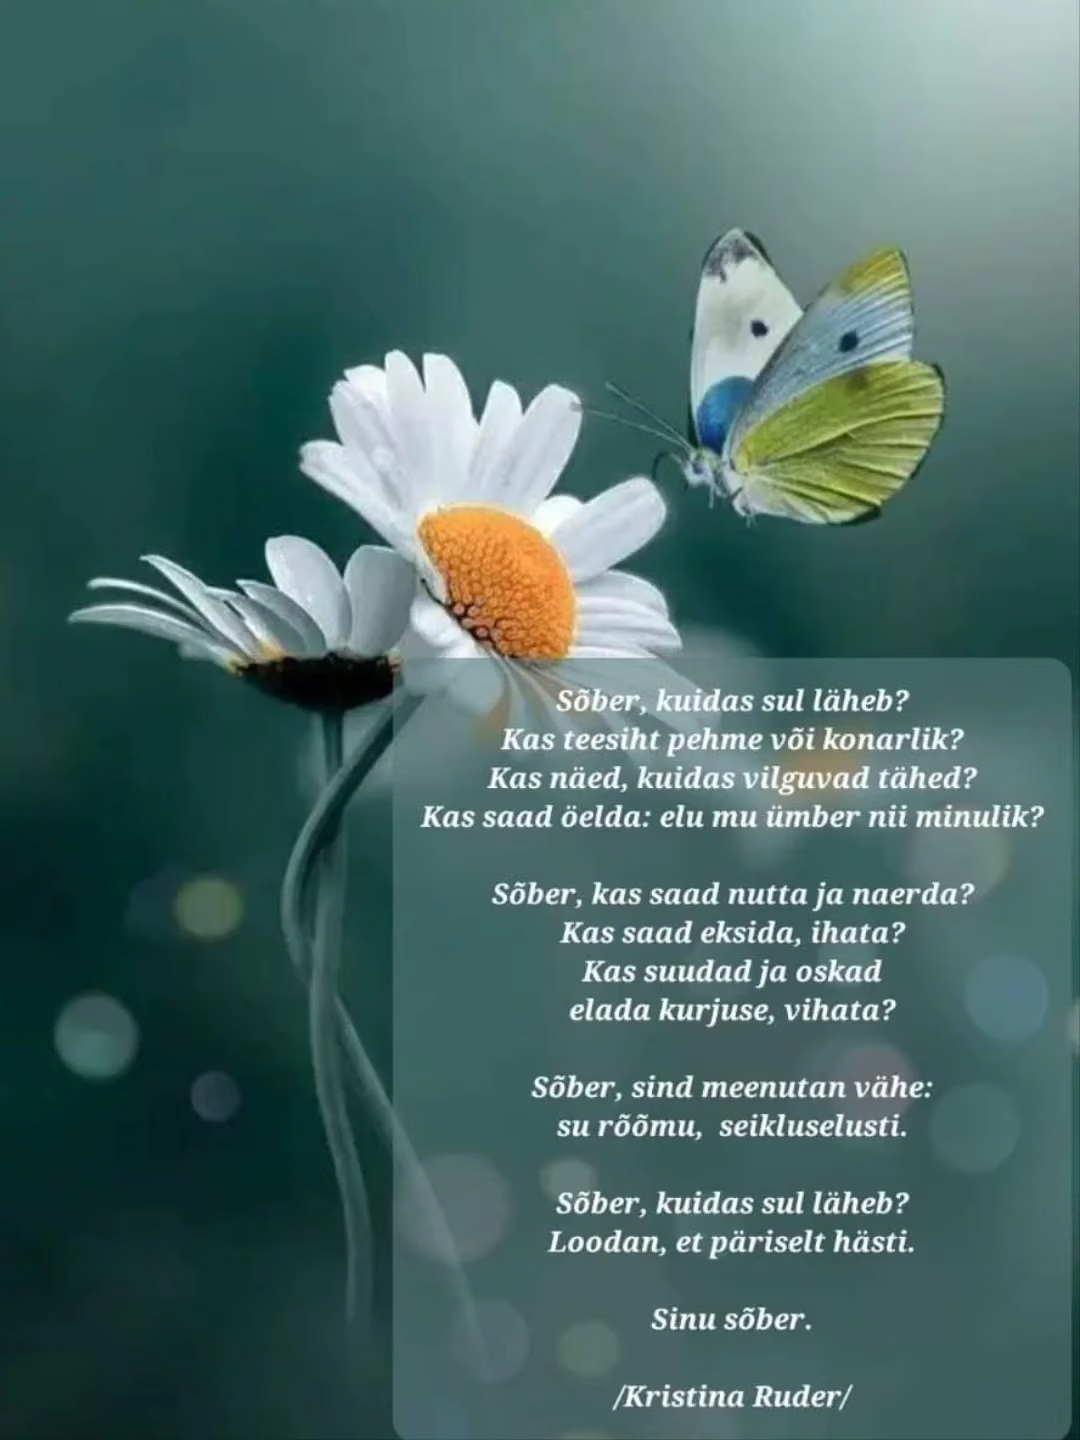 Sõber, kuidas sul läheb?
Kas teesiht pehme või konarlik?
Kas näed, kuidas vilguvad tähed?
Kas saad öelda: elu mu ümber nii minulik?
Sõber, kas saad nutta ja naerda?
Kas saad eksida, ihata?
Kas suudad ja oskad
elada kurjuse, vihata?
Sõber, sind meenutan vähe:
su rõõmu, seikluselusti.
Sõber, kuidas sul läheb?
Loodan, et päriselt hästi.
Sinu sõber.
/Kristina Ruder/